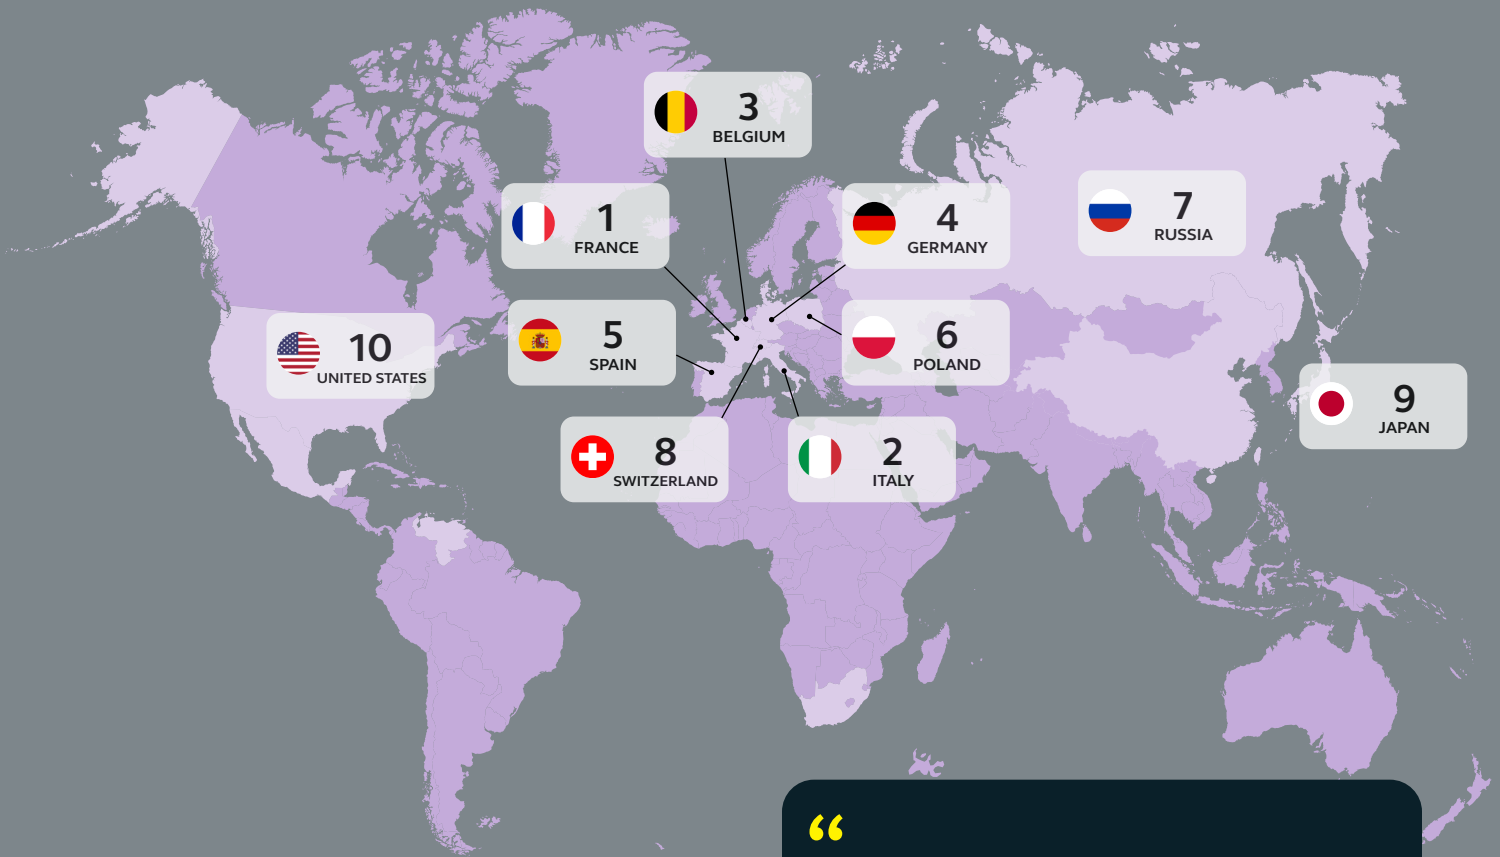 3
BELGIUM
1
FRANCE
4
GERMANY
7
RUSSIA
10
UNITED STATES
5
SPAIN
6
POLAND
9
JAPAN
8
SWITZERLAND
2
ITALY
“